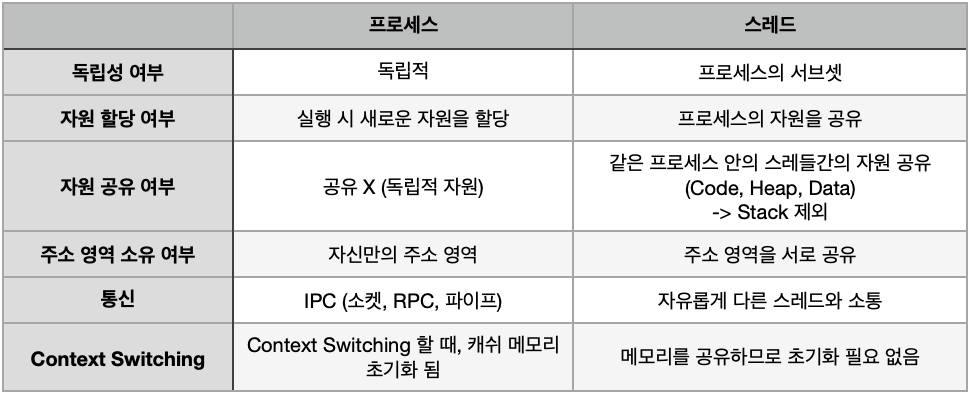 프로세스 스레드
독립성 여부 독립적 프로세스의 서브셋
자원 할당 여부 실행 시 새로운 자원을 할당 프로세스의 자원을 공유
자원 공유 여부 공유 X (독립적 자원) 같은 프로세스 안의 스레들간의 자원 공유
(Code, Heap, Data)
-> Stack 제외
주소 영역 소유 여부 자신만의 주소 영역 주소 영역을 서로 공유
통신 IPC (소켓, RPC, 파이프) 자유롭게 다른 스레드와 소통
Context Switching Context Switching 할 때, 캐쉬 메모리
초기화 됨 메모리를 공유하므로 초기화 필요 없음